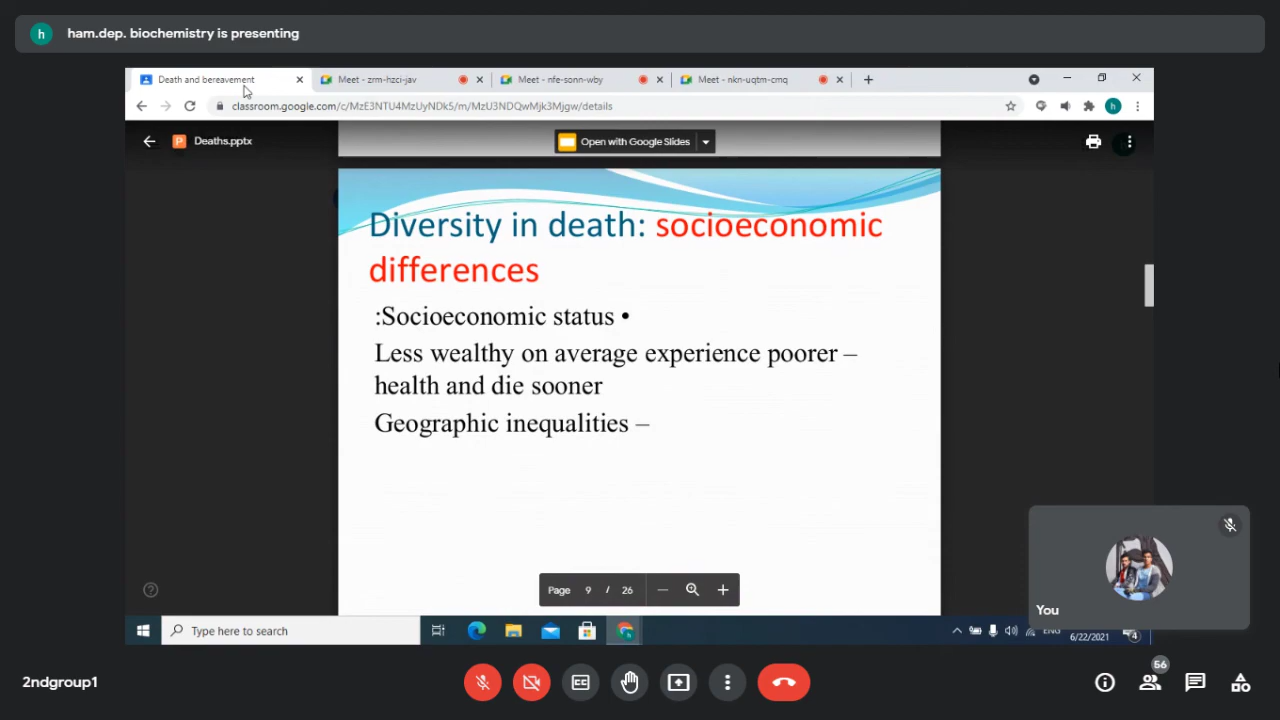 h ham.dep. biochemistry is presenting
Death and bereavement
Meet - zrm-hzci-jav
Meet - nfe-sonn-wby
Meet - nkn-uqtm-cmq
classroom.google.com/c/MzE3NTU4MzUyNDk5/m/MzU3NDQwMjk3Mjgw/details
h
P Deaths.pptx
Open with Google Slides
Diversity in death: socioeconomic
differences
:Socioeconomic status •
Less wealthy on average experience poorer –
health and die sooner
Geographic inequalities –
Page 9 / 26
You
Type here to search
ENG
6/22/2021
4
2ndgroup1
CC
56